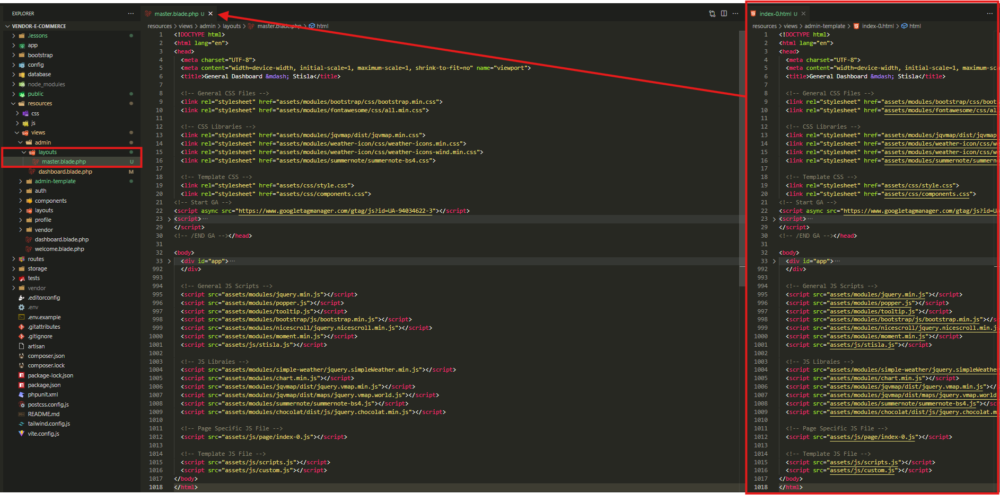 EXPLORER ···
VENDOR-E-COMMERCE
.lessons
app
bootstrap
config
database
node_modules
public
resources
css
js
views
admin
layouts
master.blade.php U
dashboard.blade.php M
admin-template
auth
components
layouts
profile
vendor
dashboard.blade.php
welcome.blade.php
routes
storage
tests
vendor
.editorconfig
.env
.env.example
.gitattributes
.gitignore
artisan
composer.json
composer.lock
package-lock.json
package.json
phpunit.xml
postcss.config.js
README.md
tailwind.config.js
vite.config.js
master.blade.php U ×
resources > views > admin > layouts > master.blade.php > html
1 <!DOCTYPE html>
2 <html lang="en">
3 <head>
4 <meta charset="UTF-8">
5 <meta content="width=device-width, initial-scale=1, maximum-scale=1, shrink-to-fit=no" name="viewport">
6 <title>General Dashboard &mdash; Stisla</title>
7
8 <!-- General CSS Files -->
9 <link rel="stylesheet" href="assets/modules/bootstrap/css/bootstrap.min.css">
10 <link rel="stylesheet" href="assets/modules/fontawesome/css/all.min.css">
11
12 <!-- CSS Libraries -->
13 <link rel="stylesheet" href="assets/modules/jqvmap/dist/jqvmap.min.css">
14 <link rel="stylesheet" href="assets/modules/weather-icon/css/weather-icons.min.css">
15 <link rel="stylesheet" href="assets/modules/weather-icon/css/weather-icons-wind.min.css">
16 <link rel="stylesheet" href="assets/modules/summernote/summernote-bs4.css">
17
18 <!-- Template CSS -->
19 <link rel="stylesheet" href="assets/css/style.css">
20 <link rel="stylesheet" href="assets/css/components.css">
21 <!-- Start GA -->
22 <script async src="https://www.googletagmanager.com/gtag/js?id=UA-94034622-3"></script>
23 <script>···
29 </script>
30 <!-- /END GA --></head>
31
32 <body>
33 <div id="app">···
992 </div>
993
994 <!-- General JS Scripts -->
995 <script src="assets/modules/jquery.min.js"></script>
996 <script src="assets/modules/popper.js"></script>
997 <script src="assets/modules/tooltip.js"></script>
998 <script src="assets/modules/bootstrap/js/bootstrap.min.js"></script>
999 <script src="assets/modules/nicescroll/jquery.nicescroll.min.js"></script>
1000 <script src="assets/modules/moment.min.js"></script>
1001 <script src="assets/js/stisla.js"></script>
1002
1003 <!-- JS Libraies -->
1004 <script src="assets/modules/simple-weather/jquery.simpleWeather.min.js"></script>
1005 <script src="assets/modules/chart.min.js"></script>
1006 <script src="assets/modules/jqvmap/dist/jquery.vmap.min.js"></script>
1007 <script src="assets/modules/jqvmap/dist/maps/jquery.vmap.world.js"></script>
1008 <script src="assets/modules/summernote/summernote-bs4.js"></script>
1009 <script src="assets/modules/chocolat/dist/js/jquery.chocolat.min.js"></script>
1010
1011 <!-- Page Specific JS File -->
1012 <script src="assets/js/page/index-0.js"></script>
1013
1014 <!-- Template JS File -->
1015 <script src="assets/js/scripts.js"></script>
1016 <script src="assets/js/custom.js"></script>
1017 </body>
1018 </html>
index-0.html U ×
resources > views > admin-template > index-0.html > html
1 <!DOCTYPE html>
2 <html lang="en">
3 <head>
4 <meta charset="UTF-8">
5 <meta content="width=device-width, initial-scale=1, maximum-sc
6 <title>General Dashboard &mdash; Stisla</title>
7
8 <!-- General CSS Files -->
9 <link rel="stylesheet" href="assets/modules/bootstrap/css/boot
10 <link rel="stylesheet" href="assets/modules/fontawesome/css/al
11
12 <!-- CSS Libraries -->
13 <link rel="stylesheet" href="assets/modules/jqvmap/dist/jqvmap
14 <link rel="stylesheet" href="assets/modules/weather-icon/css/w
15 <link rel="stylesheet" href="assets/modules/weather-icon/css/w
16 <link rel="stylesheet" href="assets/modules/summernote/summern
17
18 <!-- Template CSS -->
19 <link rel="stylesheet" href="assets/css/style.css">
20 <link rel="stylesheet" href="assets/css/components.css">
21 <!-- Start GA -->
22 <script async src="https://www.googletagmanager.com/gtag/js?id=U
23 <script>···
29 </script>
30 <!-- /END GA --></head>
31
32 <body>
33 <div id="app">···
992 </div>
993
994 <!-- General JS Scripts -->
995 <script src="assets/modules/jquery.min.js"></script>
996 <script src="assets/modules/popper.js"></script>
997 <script src="assets/modules/tooltip.js"></script>
998 <script src="assets/modules/bootstrap/js/bootstrap.min.js"></s
999 <script src="assets/modules/nicescroll/jquery.nicescroll.min.j
1000 <script src="assets/modules/moment.min.js"></script>
1001 <script src="assets/js/stisla.js"></script>
1002
1003 <!-- JS Libraies -->
1004 <script src="assets/modules/simple-weather/jquery.simpleWeather
1005 <script src="assets/modules/chart.min.js"></script>
1006 <script src="assets/modules/jqvmap/dist/jquery.vmap.min.js"></
1007 <script src="assets/modules/jqvmap/dist/maps/jquery.vmap.world
1008 <script src="assets/modules/summernote/summernote-bs4.js"></sc
1009 <script src="assets/modules/chocolat/dist/js/jquery.chocolat.m
1010
1011 <!-- Page Specific JS File -->
1012 <script src="assets/js/page/index-0.js"></script>
1013
1014 <!-- Template JS File -->
1015 <script src="assets/js/scripts.js"></script>
1016 <script src="assets/js/custom.js"></script>
1017 </body>
1018 </html>